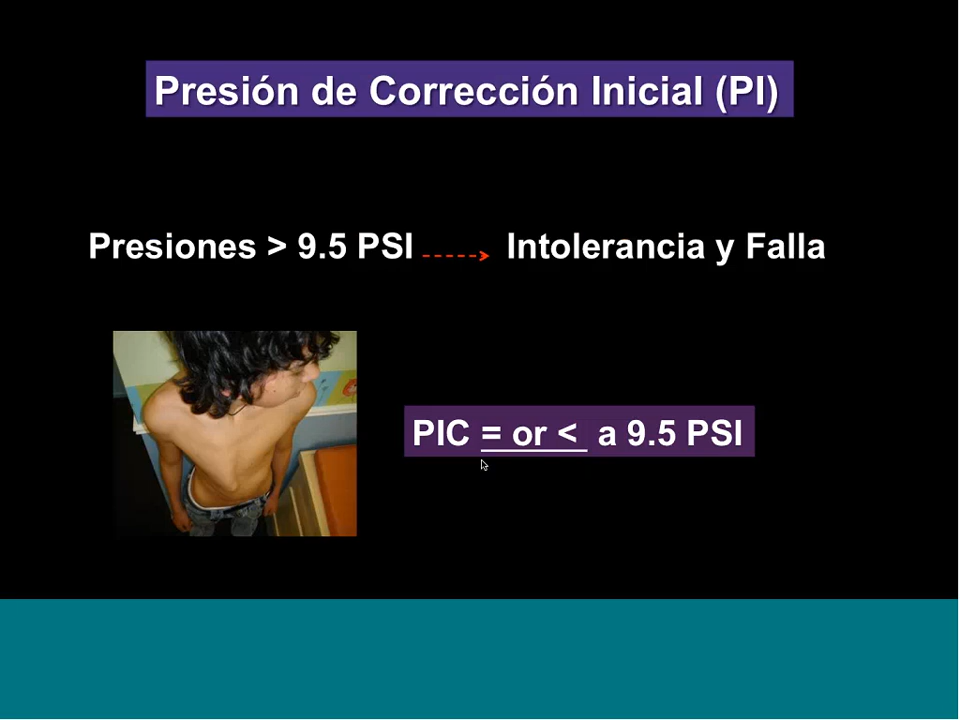 Presión de Corrección Inicial (PI)
Presiones > 9.5 PSI Intolerancia y Falla
PIC = or < a 9.5 PSI